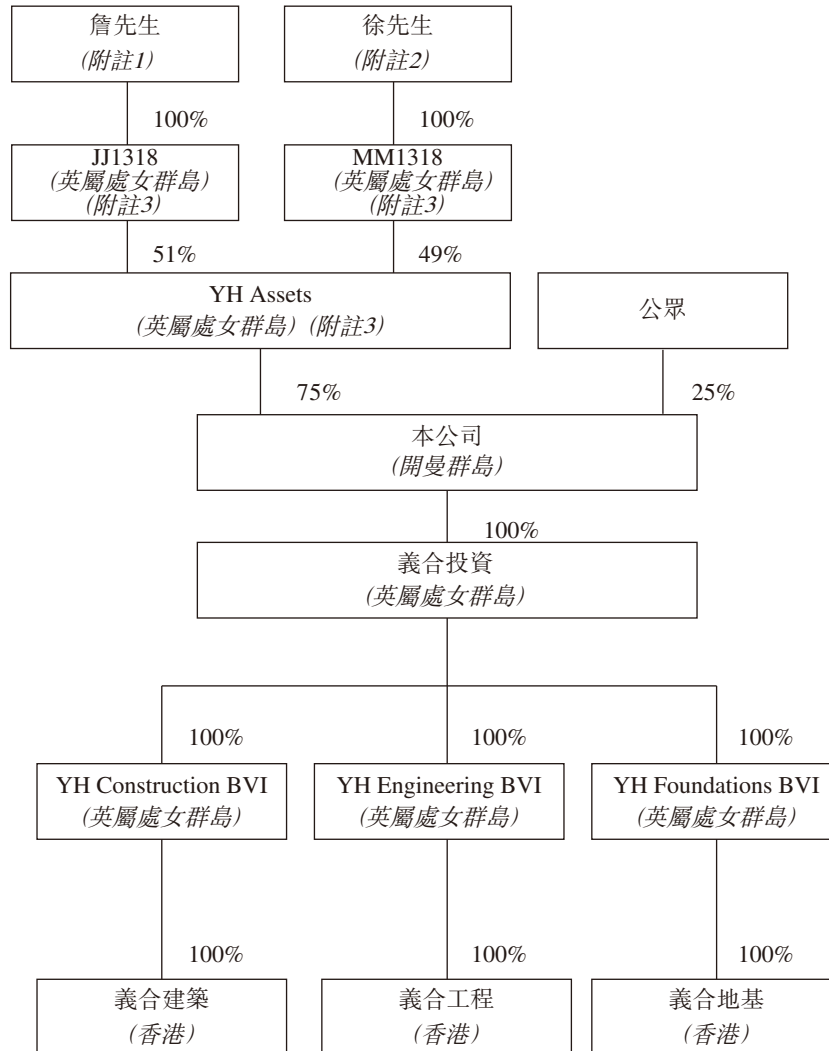 詹先生
(附註1)
徐先生
(附註2)
100%
100%
JJ1318
(英屬處女群島)
(附註3)
MM1318
(英屬處女群島)
(附註3)
51%
49%
YH Assets
(英屬處女群島) (附註3)
公眾
75%
25%
本公司
(開曼群島)
100%
義合投資
(英屬處女群島)
100%
100%
100%
YH Construction BVI
(英屬處女群島)
YH Engineering BVI
(英屬處女群島)
YH Foundations BVI
(英屬處女群島)
100%
100%
100%
義合建築
(香港)
義合工程
(香港)
義合地基
(香港)